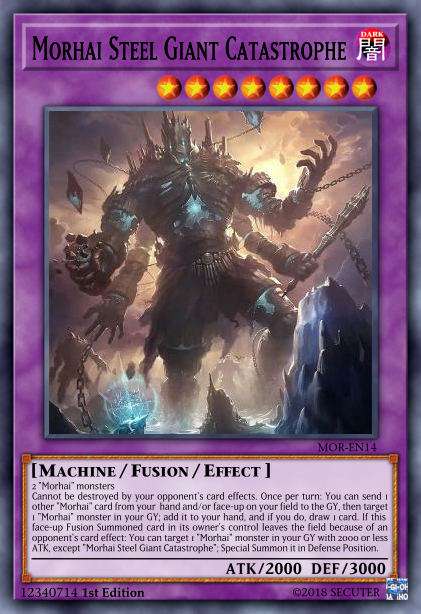 MORHAI STEEL GIANT CATASTROPHE
DARK
闇
MOR-EN14
[MACHINE / FUSION / EFFECT]
2 "Morhai" monsters
Cannot be destroyed by your opponent's card effects. Once per turn: You can send 1
other "Morhai" card from your hand and/or face-up on your field to the GY, then target
1 "Morhai" monster in your GY; add it to your hand, and if you do, draw 1 card. If this
face-up Fusion Summoned card in its owner's control leaves the field because of an
opponent's card effect: You can target 1 "Morhai" monster in your GY with 2000 or less
ATK, except "Morhai Steel Giant Catastrophe"; Special Summon it in Defense Position.
ATK/2000 DEF/3000
12340714 1st Edition
©2018 SECUTER